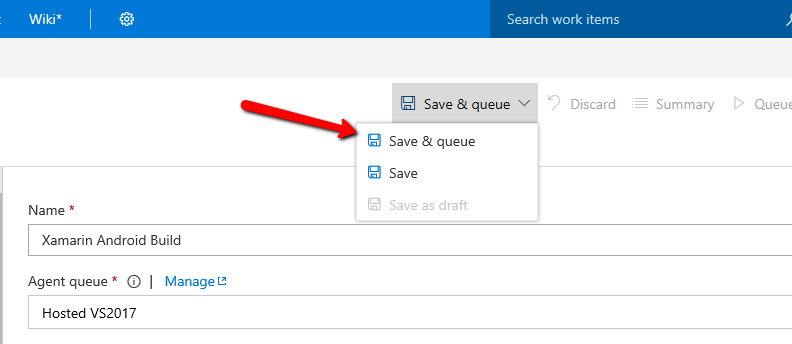 Wiki* Search work items
Save & queue Discard Summary Queue
Save & queue
Save
Save as draft
Name *
Xamarin Android Build
Agent queue * | Manage
Hosted VS2017